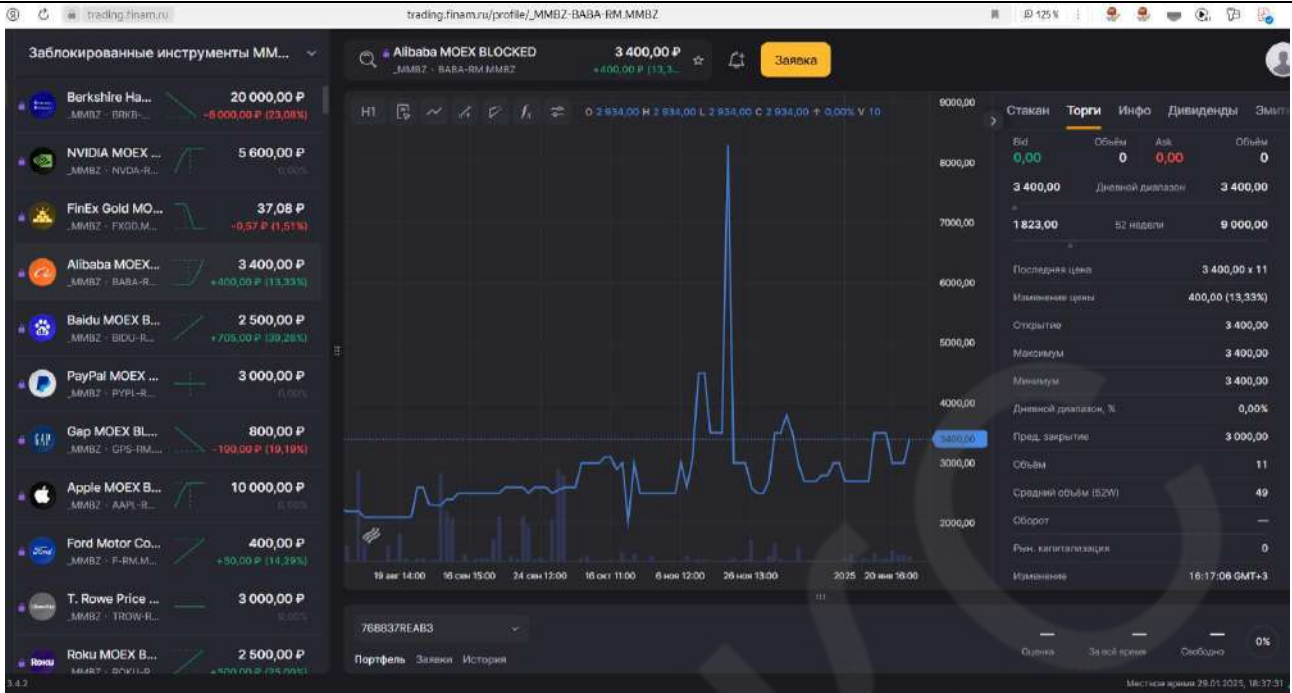 trading.finam.ru
trading.finam.ru/profile/_MMBZ-BABA-RM.MMBZ
125 %
Заблокированные инструменты ММ...
Alibaba MOEX BLOCKED
_MMBZ · BABA-RM.MMBZ
3 400,00 ₽
+400,00 ₽ (13,3...
Заявка
Berkshire Ha...
20 000,00 ₽
_MMBZ · BRKB-...
-6 000,00 ₽ (23,08%)
NVIDIA MOEX ...
5 600,00 ₽
_MMBZ · NVDA-R...
0,00%
FinEx Gold MO...
37,08 ₽
_MMBZ · FXGD.M...
-0,57 ₽ (1,51%)
Alibaba MOEX...
3 400,00 ₽
_MMBZ · BABA-R...
+400,00 ₽ (13,33%)
Baidu MOEX B...
2 500,00 ₽
_MMBZ · BIDU-R...
+705,00 ₽ (39,28%)
PayPal MOEX ...
3 000,00 ₽
_MMBZ · PYPL-R...
0,00%
GAP
Gap MOEX BL...
800,00 ₽
_MMBZ · GPS-RM....
-190,00 ₽ (19,19%)
Apple MOEX B...
10 000,00 ₽
_MMBZ · AAPL-R...
0,00%
Ford
Ford Motor Co...
400,00 ₽
_MMBZ · F-RM.M...
+50,00 ₽ (14,29%)
T. Rowe Price ...
3 000,00 ₽
_MMBZ · TROW-R...
0,00%
Roku
Roku MOEX B...
2 500,00 ₽
_MMBZ · ROKU-R...
+500,00 ₽ (25,00%)
3.4.2
H1
O 2 934,00 H 2 934,00 L 2 934,00 C 2 934,00 0,00% V 10
9000,00
8000,00
7000,00
6000,00
5000,00
4000,00
3400,00
3000,00
2000,00
19 авг 14:00
16 сен 15:00
24 сен 12:00
16 окт 11:00
6 ноя 12:00
26 ноя 13:00
2025
20 янв 16:00
768837REAB3
Портфель Заявки История
Стакан Торги Инфо Дивиденды Эмит
Bid Объём Ask Объём
0,00 0 0,00 0
3 400,00 Дневной диапазон 3 400,00
1 823,00 52 недели 9 000,00
Последняя цена 3 400,00 x 11
Изменение цены 400,00 (13,33%)
Открытие 3 400,00
Максимум 3 400,00
Минимум 3 400,00
Дневной диапазон, % 0,00%
Пред. закрытие 3 000,00
Объём 11
Средний объём (52W) 49
Оборот —
Рын. капитализация 0
Изменение 16:17:06 GMT+3
— — — 0%
Оценка За всё время Свободно
Местное время 29.01.2025, 18:37:31